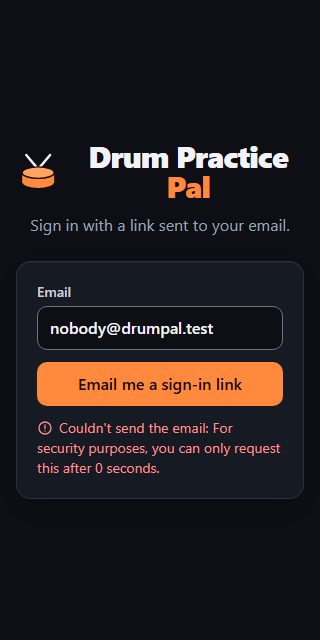 Drum Practice
Pal
Sign in with a link sent to your email.
Email
nobody@drumpal.test
Email me a sign-in link
Couldn't send the email: For
security purposes, you can only request
this after 0 seconds.